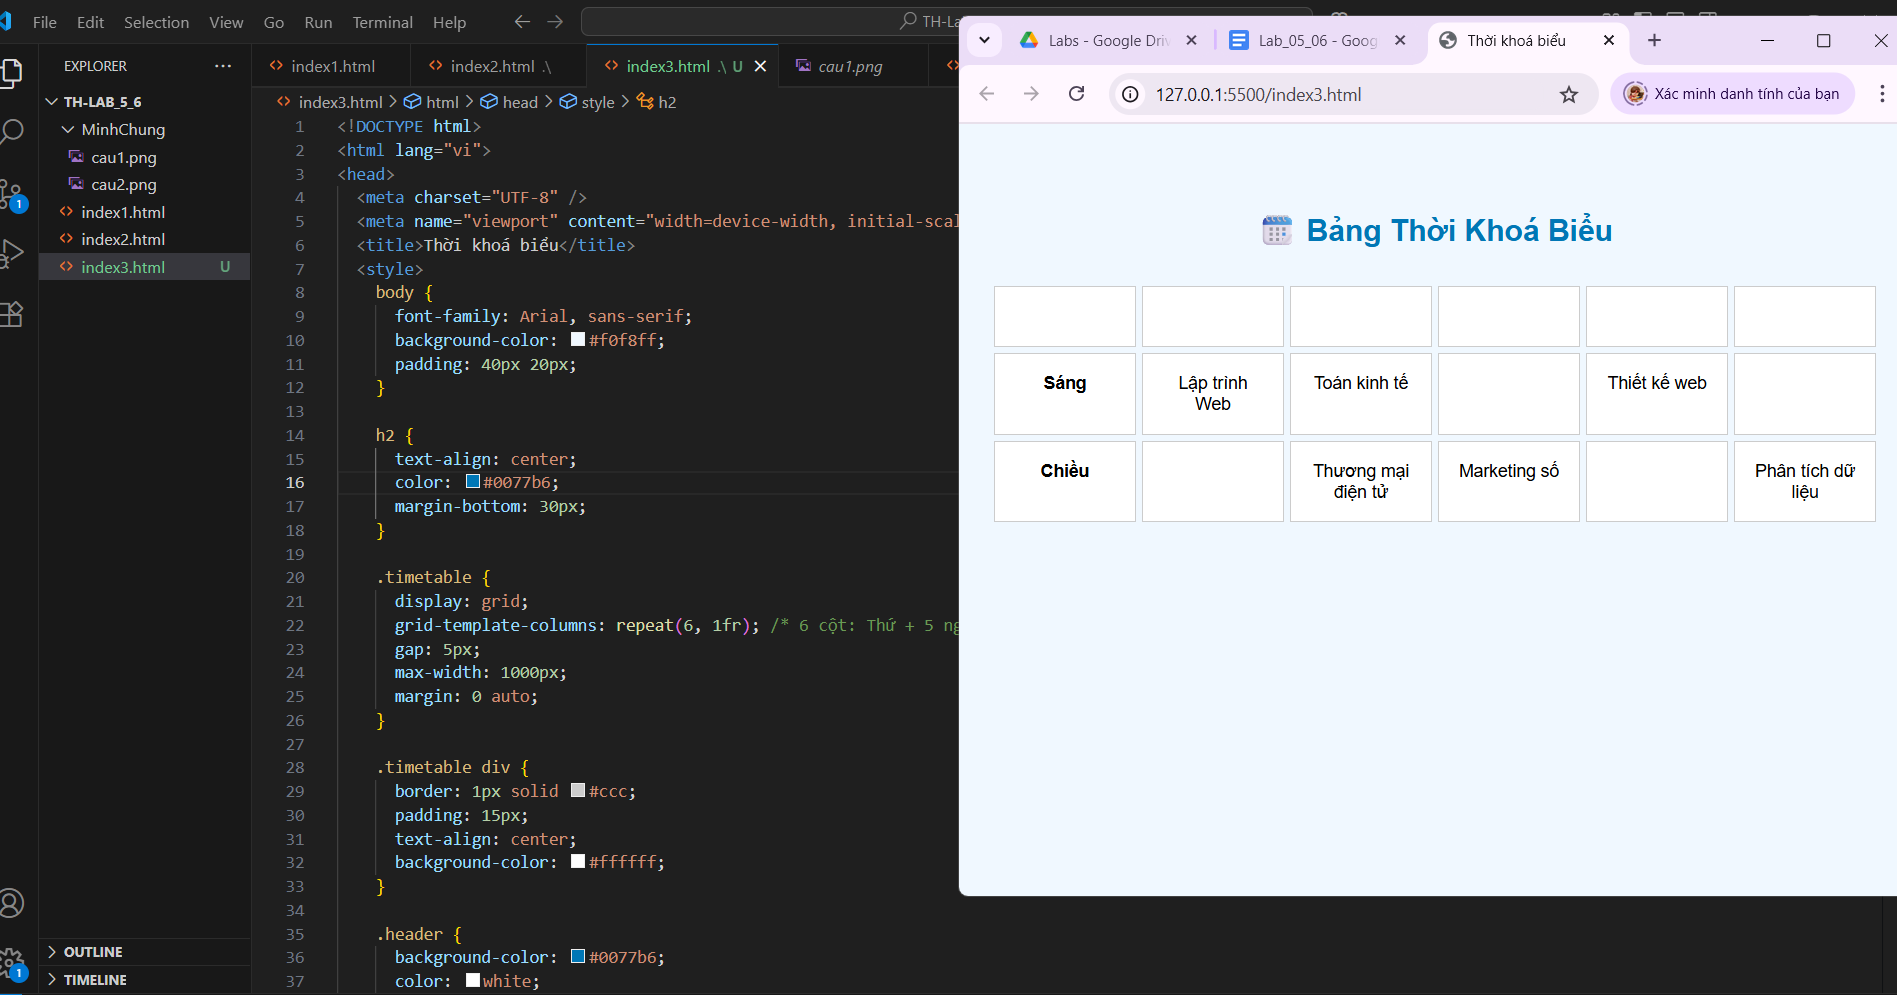 File Edit Selection View Go Run Terminal Help
TH-La
EXPLORER
TH-LAB_5_6
MinhChung
cau1.png
cau2.png
index1.html
index2.html
index3.html U
OUTLINE
TIMELINE
1
1
index1.html
index2.html .\
index3.html .\ U
cau1.png
index3.html > html > head > style > h2
1 <!DOCTYPE html>
2 <html lang="vi">
3 <head>
4 <meta charset="UTF-8" />
5 <meta name="viewport" content="width=device-width, initial-scal
6 <title>Thời khoá biểu</title>
7 <style>
8 body {
9 font-family: Arial, sans-serif;
10 background-color: #f0f8ff;
11 padding: 40px 20px;
12 }
13
14 h2 {
15 text-align: center;
16 color: #0077b6;
17 margin-bottom: 30px;
18 }
19
20 .timetable {
21 display: grid;
22 grid-template-columns: repeat(6, 1fr); /* 6 cột: Thứ + 5 ng
23 gap: 5px;
24 max-width: 1000px;
25 margin: 0 auto;
26 }
27
28 .timetable div {
29 border: 1px solid #ccc;
30 padding: 15px;
31 text-align: center;
32 background-color: #ffffff;
33 }
34
35 .header {
36 background-color: #0077b6;
37 color: white;
Labs - Google Driv
Lab_05_06 - Goog
Thời khoá biểu
127.0.0.1:5500/index3.html
Xác minh danh tính của bạn
Bảng Thời Khoá Biểu
Sáng
Lập trình
Web
Toán kinh tế
Thiết kế web
Chiều
Thương mại
điện tử
Marketing số
Phân tích dữ
liệu